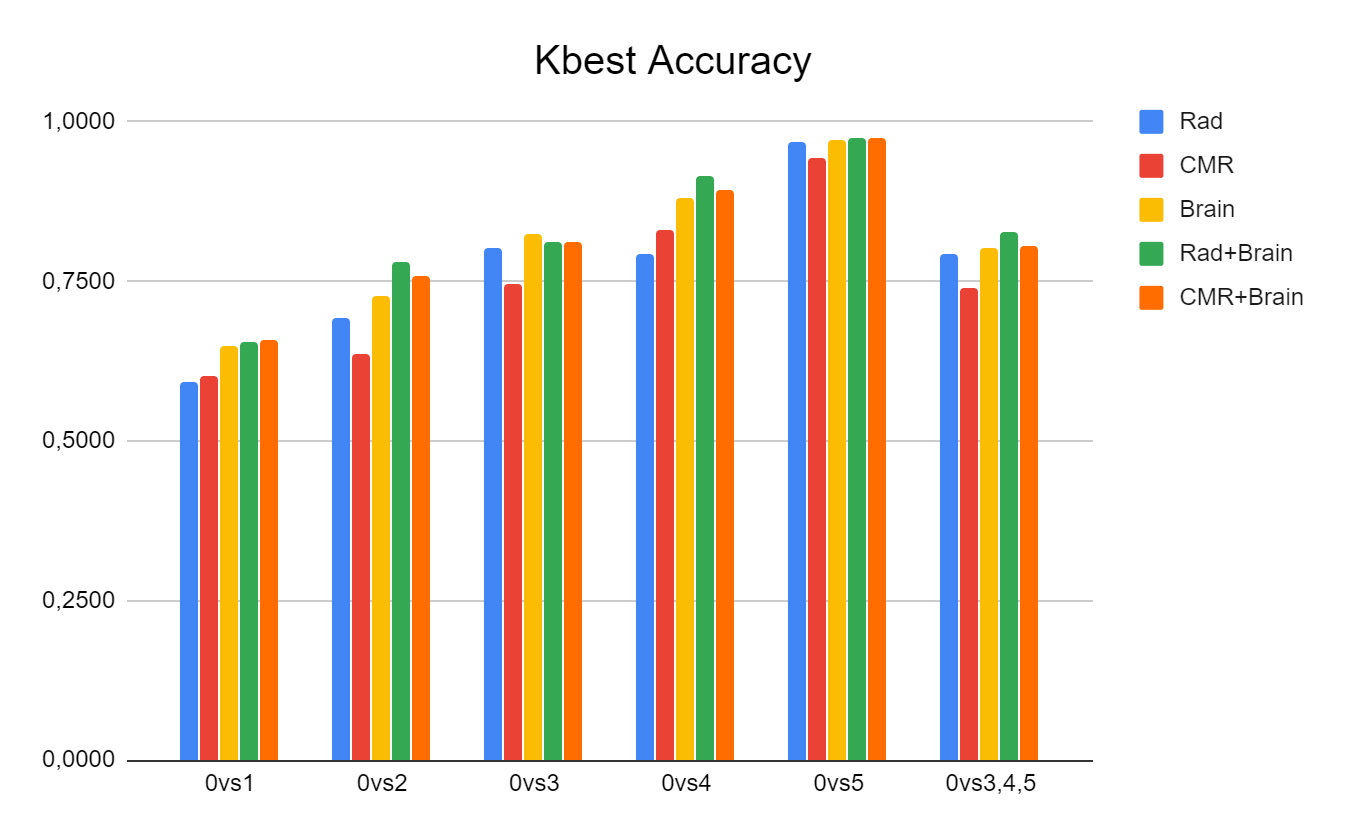 Kbest Accuracy
1,0000
0,7500
0,5000
0,2500
0,0000
0vs1
0vs2
0vs3
0vs4
0vs5
0vs3,4,5
Rad
CMR
Brain
Rad+Brain
CMR+Brain